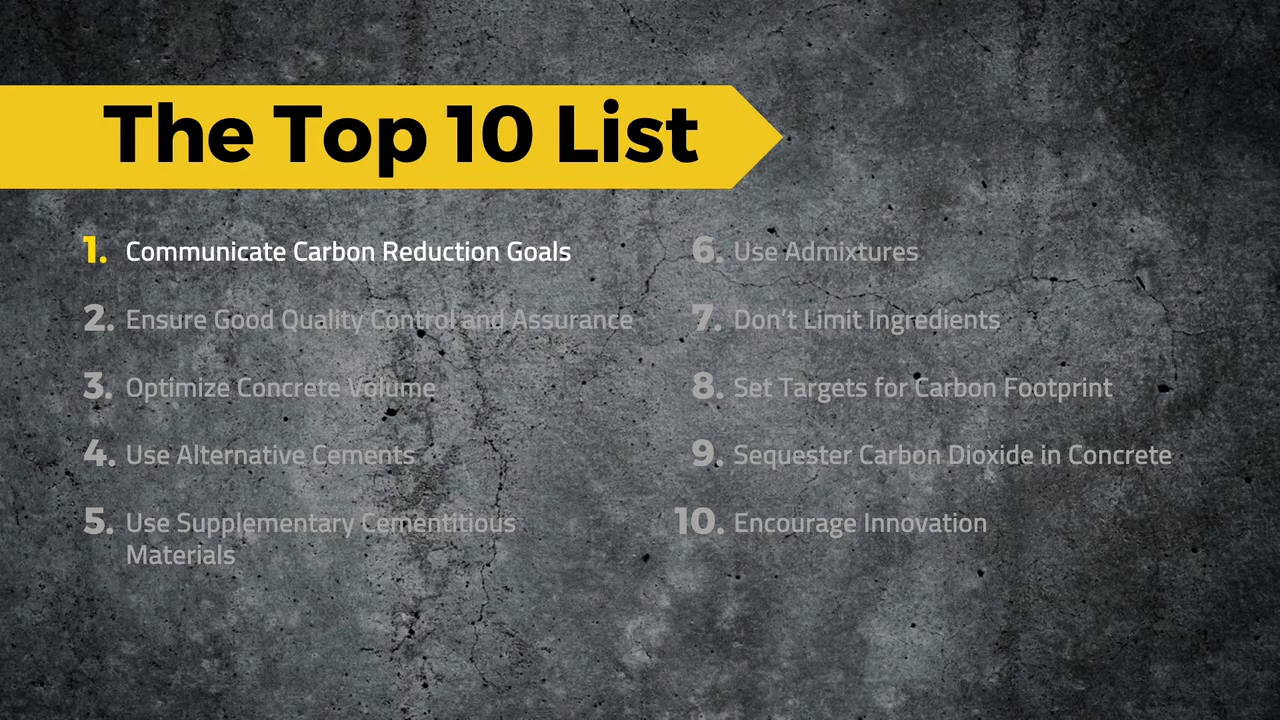 The Top 10 List
1. Communicate Carbon Reduction Goals
2. Ensure Good Quality Control and Assurance
3. Optimize Concrete Volume
4. Use Alternative Cements
5. Use Supplementary Cementitious
Materials
6. Use Admixtures
7. Don’t Limit Ingredients
8. Set Targets for Carbon Footprint
9. Sequester Carbon Dioxide in Concrete
10. Encourage Innovation